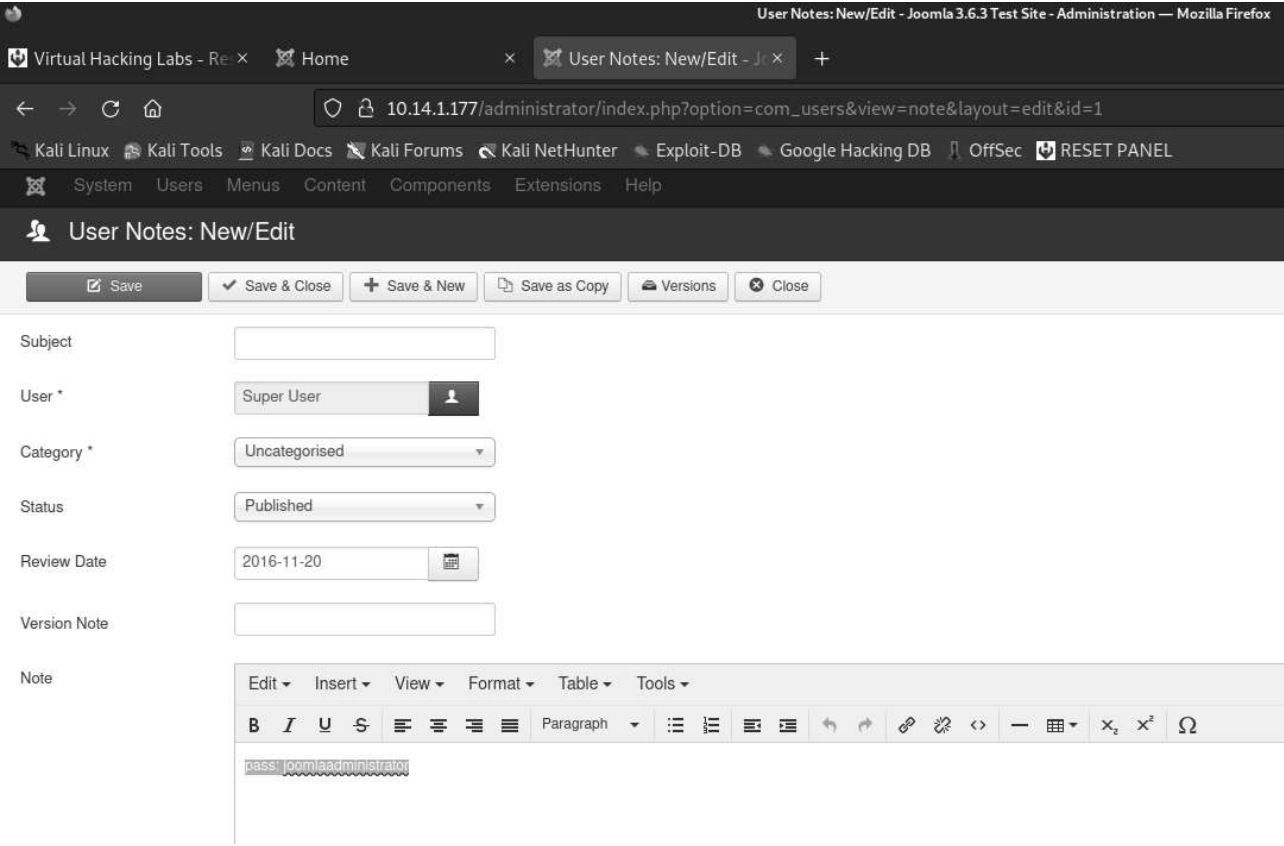 User Notes: New/Edit - Joomla 3.6.3 Test Site - Administration — Mozilla Firefox
Virtual Hacking Labs - Re
Home
User Notes: New/Edit - Jo
10.14.1.177/administrator/index.php?option=com_users&view=note&layout=edit&id=1
Kali Linux Kali Tools Kali Docs Kali Forums Kali NetHunter Exploit-DB Google Hacking DB OffSec RESET PANEL
System Users Menus Content Components Extensions Help
User Notes: New/Edit
Save Save & Close Save & New Save as Copy Versions Close
Subject
User * Super User
Category * Uncategorised
Status Published
Review Date 2016-11-20
Version Note
Note Edit Insert View Format Table Tools
B I U S Paragraph X₂ X² Ω
pass: joomlaadministrator